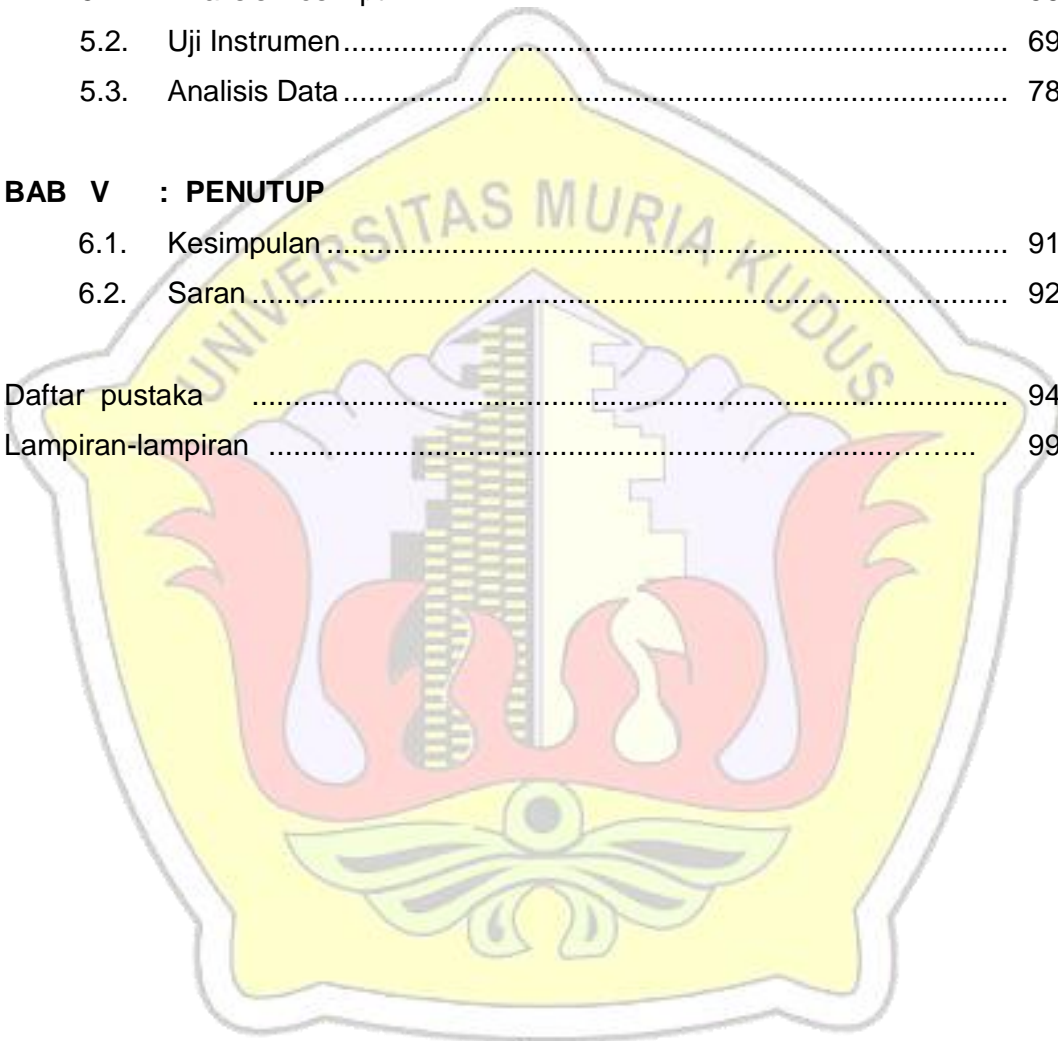 5.2. Uji Instrumen ................................................................................ 69
5.3. Analisis Data ................................................................................ 78
BAB V : PENUTUP
6.1. Kesimpulan ................................................................................ 91
6.2. Saran ................................................................................ 92
Daftar pustaka ................................................................................ 94
Lampiran-lampiran ................................................................................ 99
UNIVERSITAS MURIA KUDUS